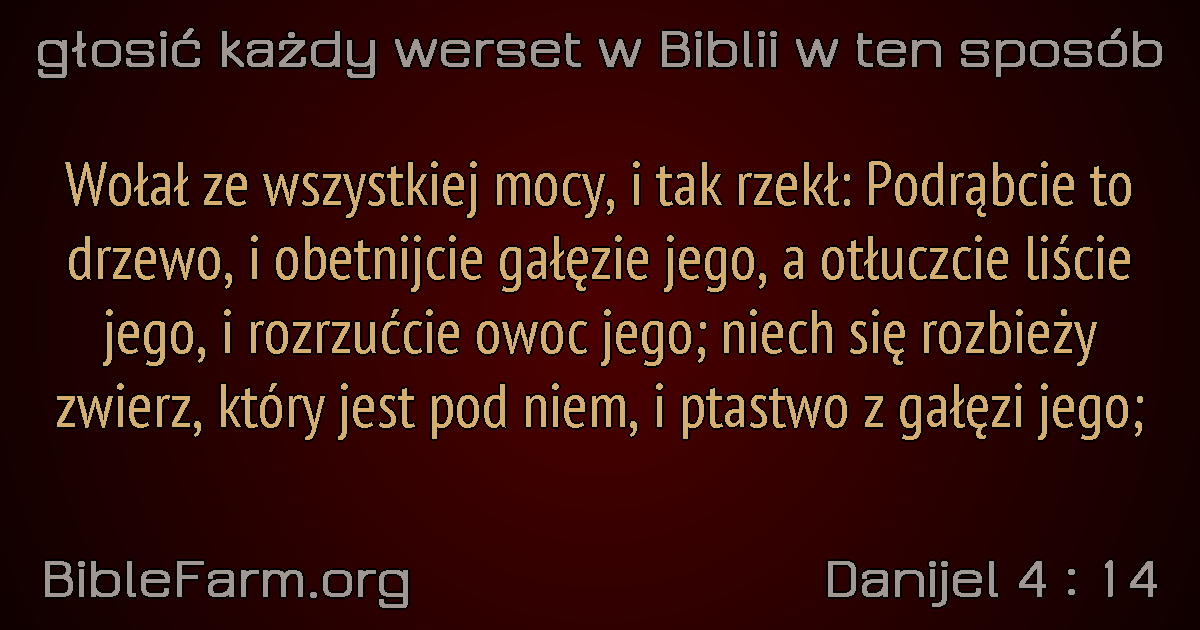 głosić każdy werset w Biblii w ten sposób
Wołał ze wszystkiej mocy, i tak rzekł: Podrąbcie to
drzewo, i obetnijcie gałęzie jego, a otłuczcie liście
jego, i rozrzućcie owoc jego; niech się rozbieży
zwierz, który jest pod niem, i ptastwo z gałęzi jego;
BibleFarm.org
Danijel 4 : 14